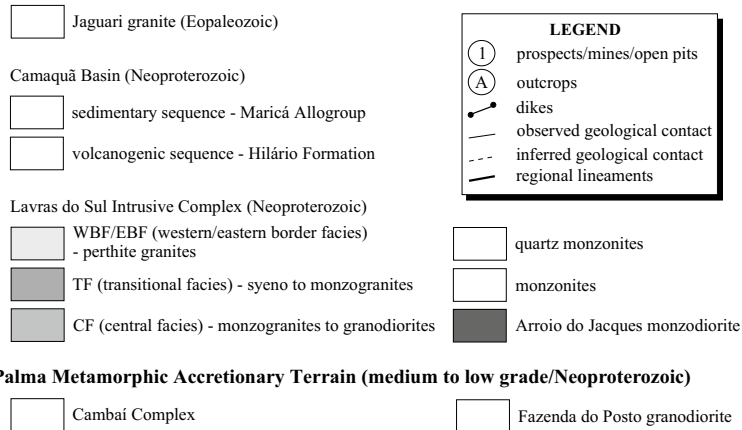 Jaguari granite (Eopaleozoic)
Camaquã Basin (Neoproterozoic)
sedimentary sequence - Maricá Allogroup
volcanogenic sequence - Hilário Formation
LEGEND
1 prospects/mines/open pits
A outcrops
dikes
observed geological contact
inferred geological contact
regional lineaments
Lavras do Sul Intrusive Complex (Neoproterozoic)
WBF/EBF (western/eastern border facies)
- perthite granites
TF (transitional facies) - syeno to monzogranites
CF (central facies) - monzogranites to granodiorites
quartz monzonites
monzonites
Arroio do Jacques monzodiorite
Palma Metamorphic Accretionary Terrain (medium to low grade/Neoproterozoic)
Cambaí Complex
Fazenda do Posto granodiorite